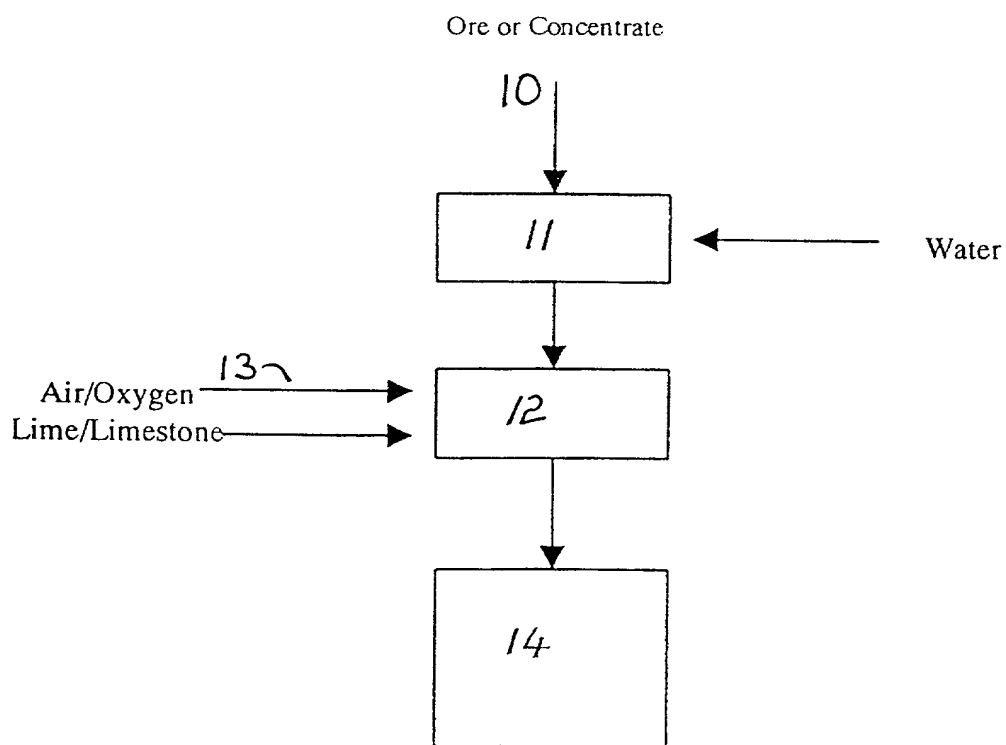 Ore or Concentrate
10
11
Water
13
Air/Oxygen
Lime/Limestone
12
14